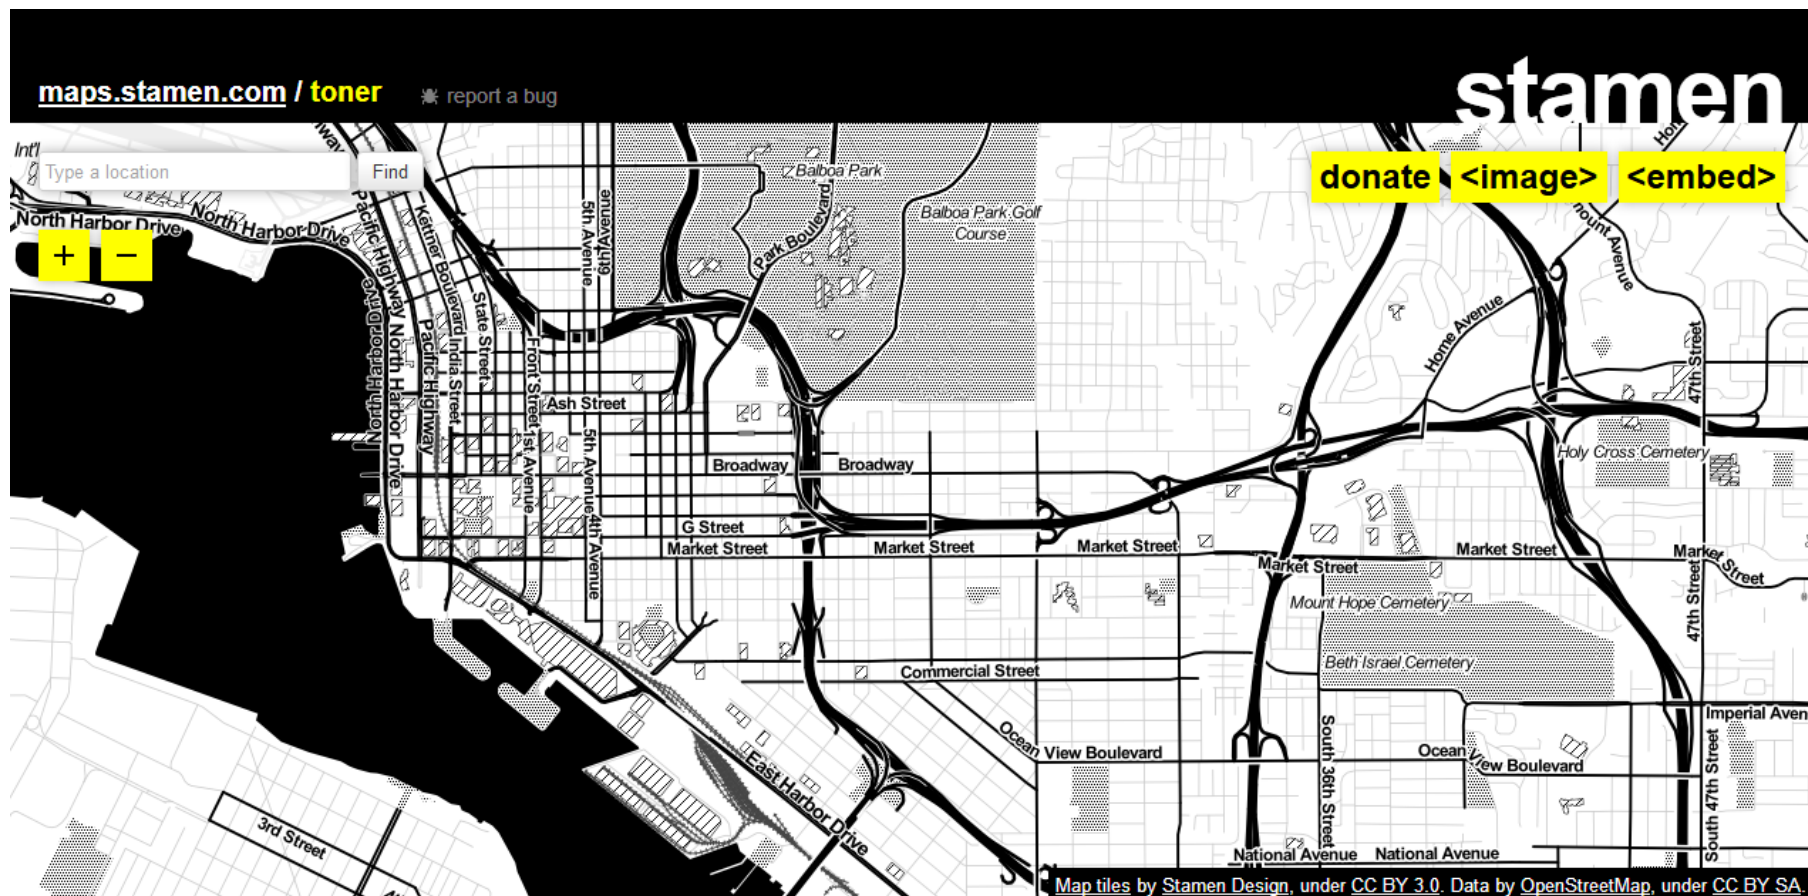 stamen
maps.stamen.com / toner
report a bug
Int'l
Type a location
Find
donate
<image>
<embed>
North Harbor Drive
North Harbor Drive
+
−
Pacific Highway
Kettner Boulevard
5th Avenue
6th Avenue
Balboa Park
Park Boulevard
Balboa Park Golf
Course
Home Avenue
47th Street
North Harbor Drive
North Harbor Drive
Pacific Highway
India Street
State Street
Front Street
1st Avenue
Ash Street
5th Avenue
4th Avenue
Broadway
Broadway
Holy Cross Cemetery
G Street
Market Street
Market Street
Market Street
Market Street
Market Street
Market Street
Mount Hope Cemetery
47th Street
Beth Israel Cemetery
Commercial Street
Imperial Aven
Ocean View Boulevard
Ocean View Boulevard
South 36th Street
South 47th Street
East Harbor Drive
3rd Street
National Avenue
National Avenue
Map tiles by Stamen Design, under CC BY 3.0. Data by OpenStreetMap, under CC BY SA